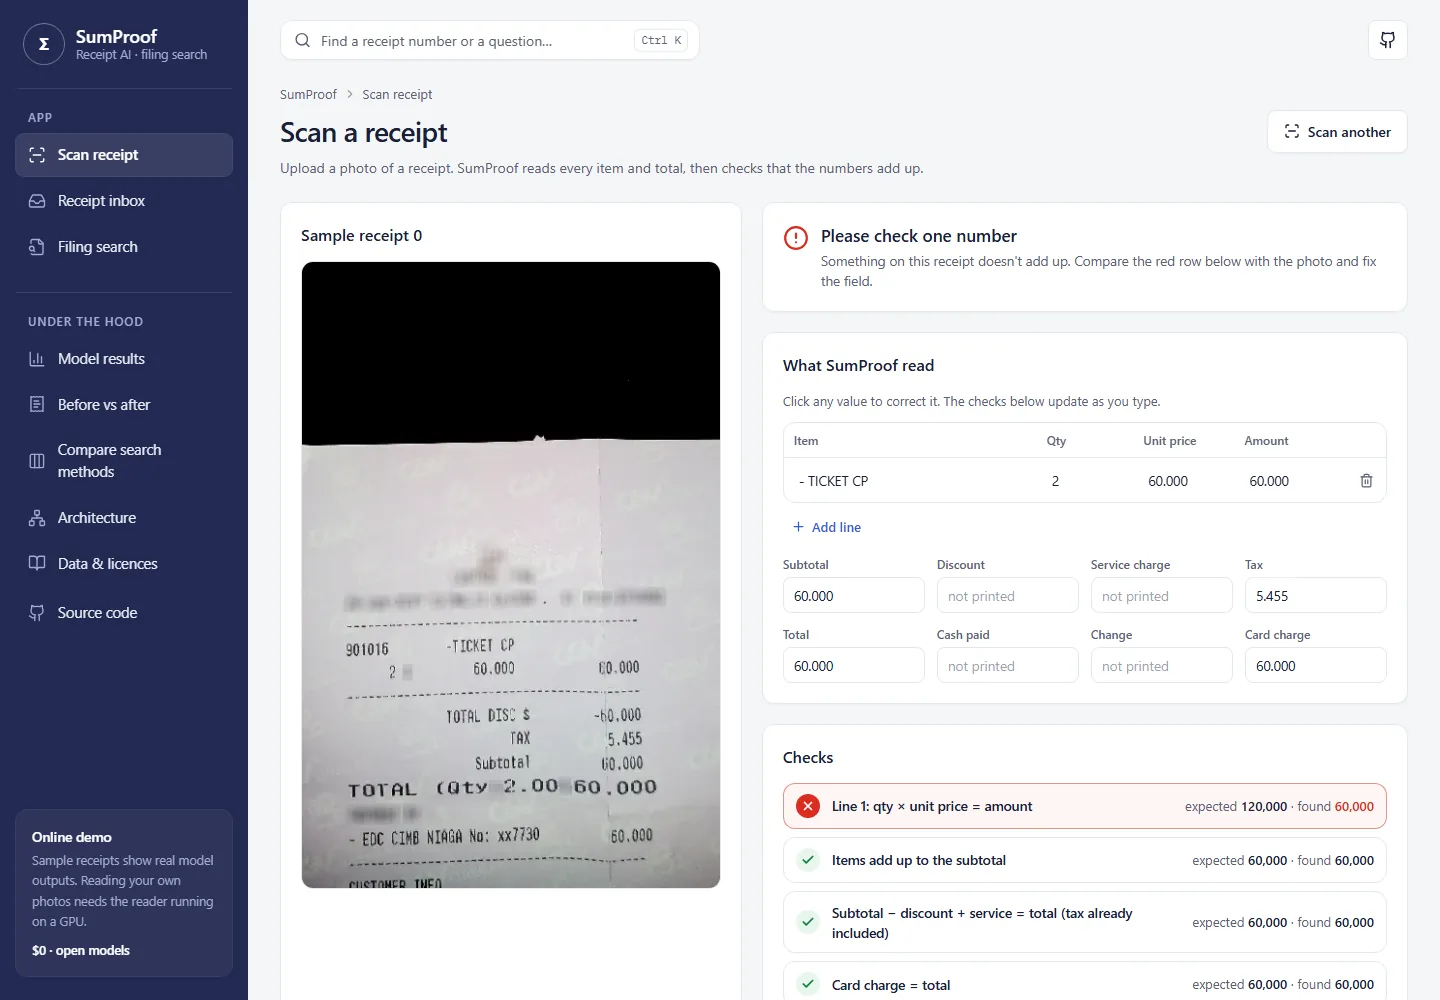 Σ
SumProof
Receipt AI · filing search
APP
Scan receipt
Receipt inbox
Filing search
UNDER THE HOOD
Model results
Before vs after
Compare search
methods
Architecture
Data & licences
Source code
Online demo
Sample receipts show real model
outputs. Reading your own
photos needs the reader running
on a GPU.
$0 · open models
Find a receipt number or a question...
Ctrl K
SumProof > Scan receipt
Scan a receipt
Scan another
Upload a photo of a receipt. SumProof reads every item and total, then checks that the numbers add up.
Sample receipt 0
901016 -TICKET CP
2 60.000 60.000
TOTAL DISC $ -60.000
TAX 5.455
Subtotal 60.000
TOTAL (Qty 2.00 60.000
- EDC CIMB NIAGA No: xx7730 60.000
CUSTOMER INFO
Please check one number
Something on this receipt doesn't add up. Compare the red row below with the photo and fix
the field.
What SumProof read
Click any value to correct it. The checks below update as you type.
Item Qty Unit price Amount
- TICKET CP 2 60.000 60.000
+ Add line
Subtotal Discount Service charge Tax
60.000 not printed not printed 5.455
Total Cash paid Change Card charge
60.000 not printed not printed 60.000
Checks
Line 1: qty × unit price = amount expected 120,000 · found 60,000
Items add up to the subtotal expected 60,000 · found 60,000
Subtotal − discount + service = total (tax already
included) expected 60,000 · found 60,000
Card charge = total expected 60,000 · found 60,000